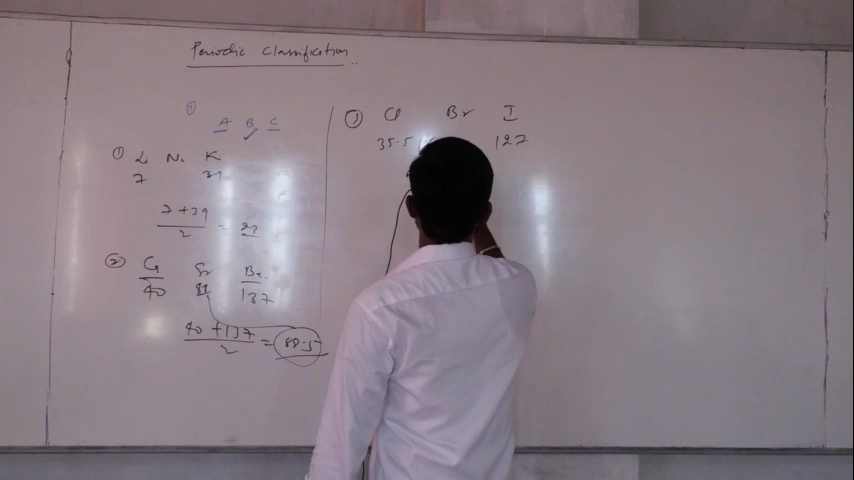 Periodic Classification
①
A B C
① Li Na K
7 39
7+39
2 = 23
② Ca Sr Ba
40 88 137
40+137
2 = 88.5
③ Cl Br I
35.5 127